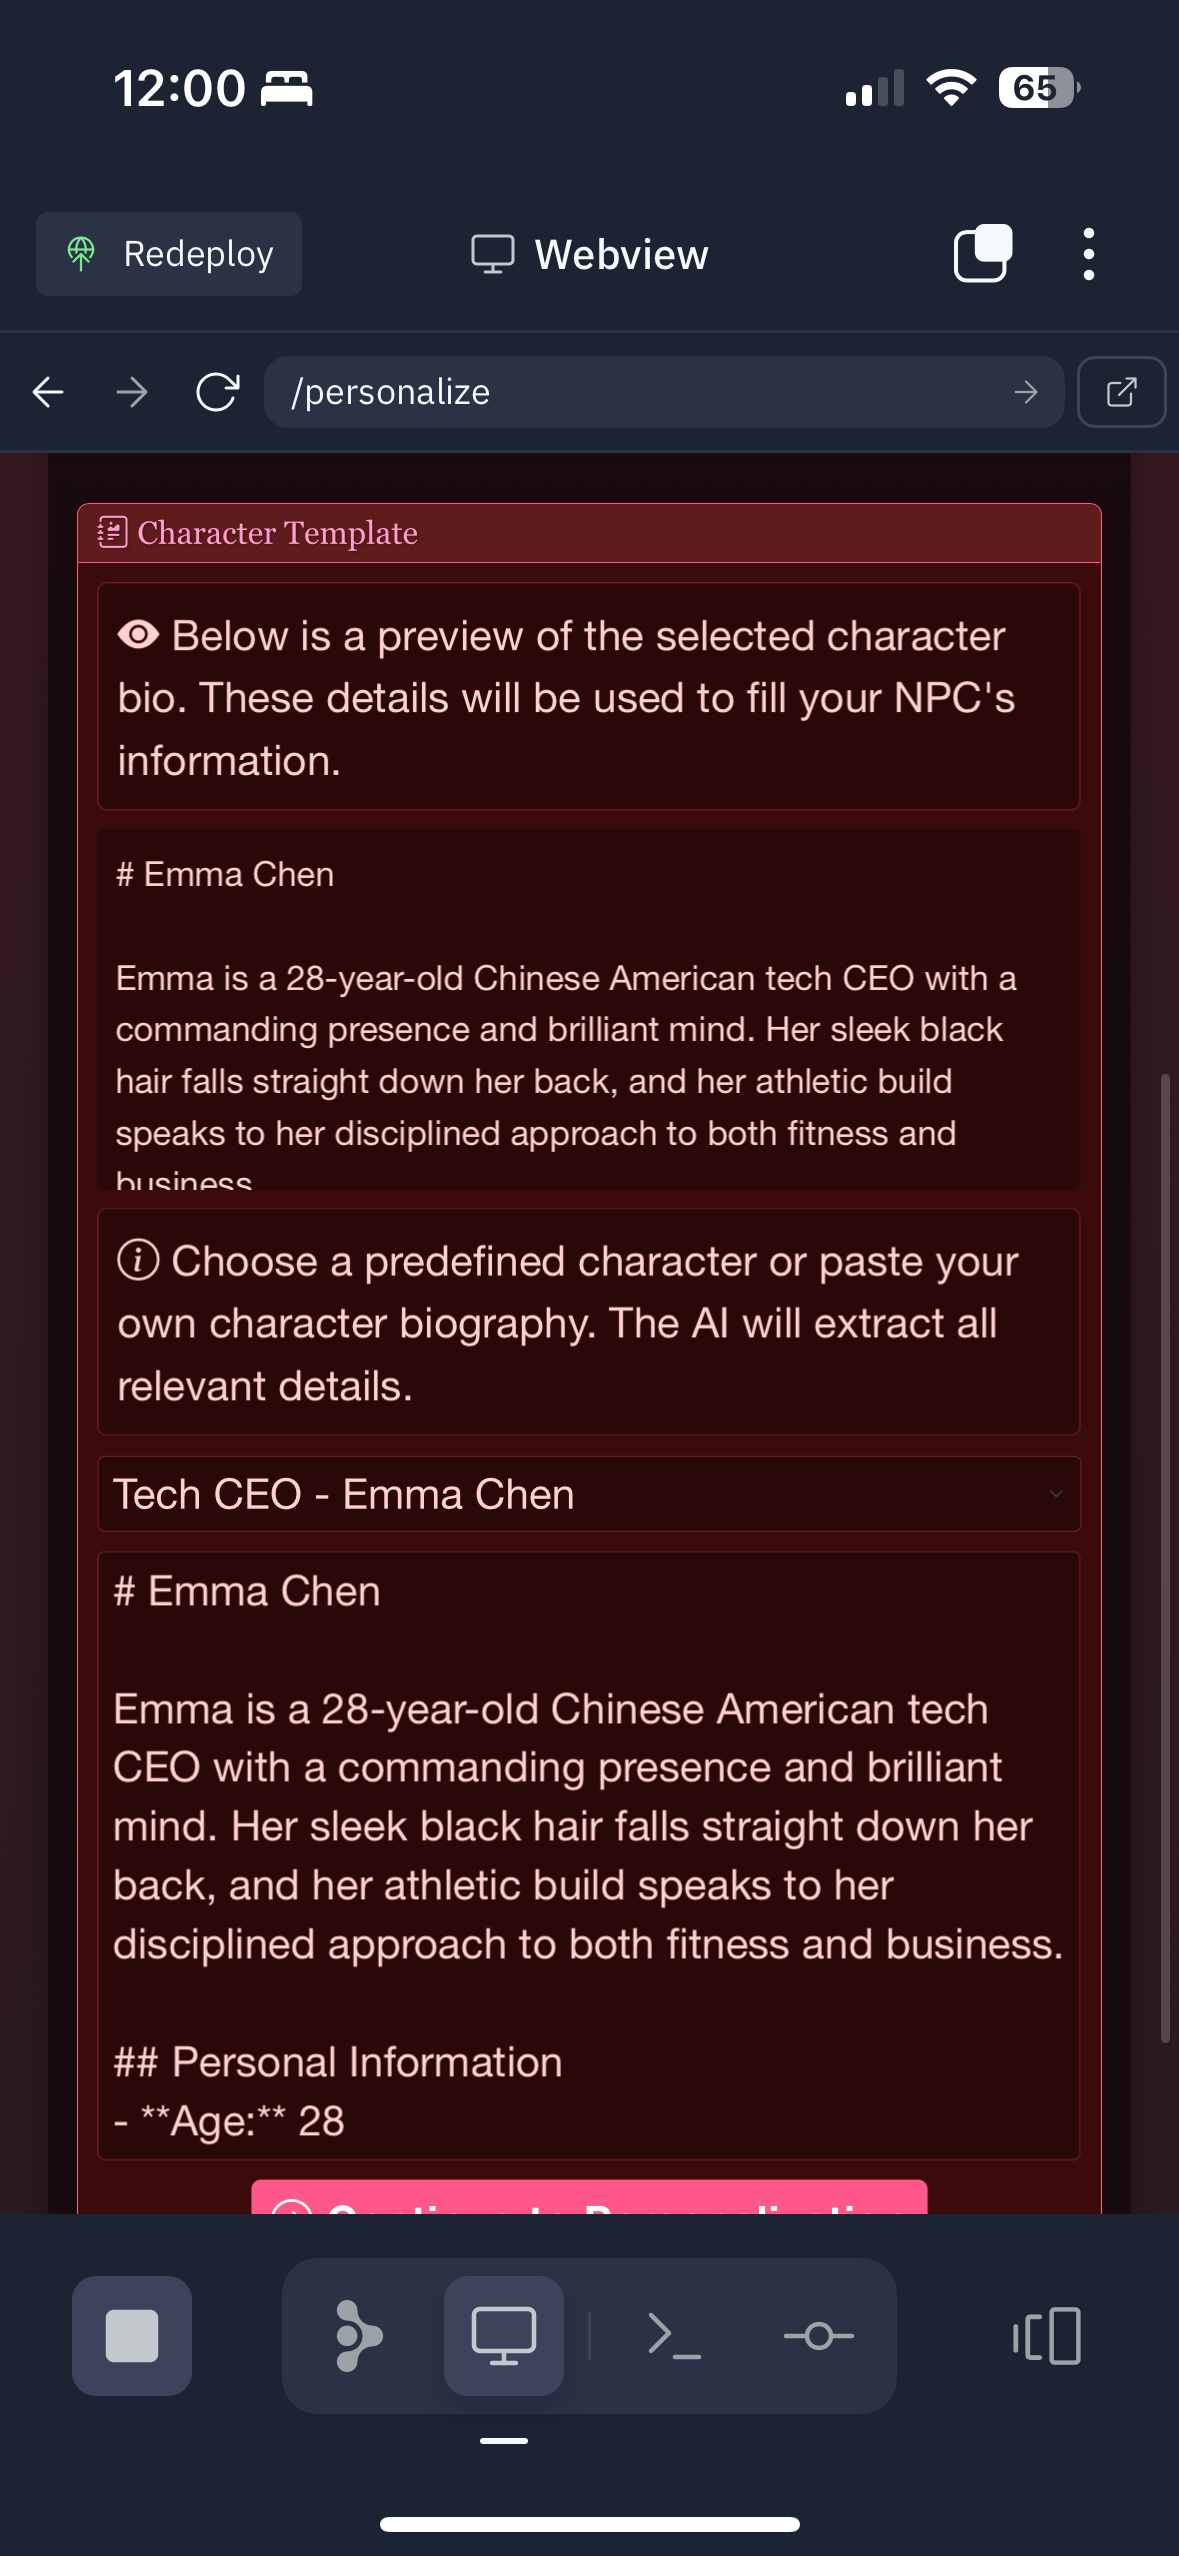 12:00
65
Redeploy
Webview
/personalize
Character Template
Below is a preview of the selected character
bio. These details will be used to fill your NPC's
information.
# Emma Chen
Emma is a 28-year-old Chinese American tech CEO with a
commanding presence and brilliant mind. Her sleek black
hair falls straight down her back, and her athletic build
speaks to her disciplined approach to both fitness and
business.
Choose a predefined character or paste your
own character biography. The AI will extract all
relevant details.
Tech CEO - Emma Chen
# Emma Chen
Emma is a 28-year-old Chinese American tech
CEO with a commanding presence and brilliant
mind. Her sleek black hair falls straight down her
back, and her athletic build speaks to her
disciplined approach to both fitness and business.
## Personal Information
- **Age:** 28
Continue to Personalization